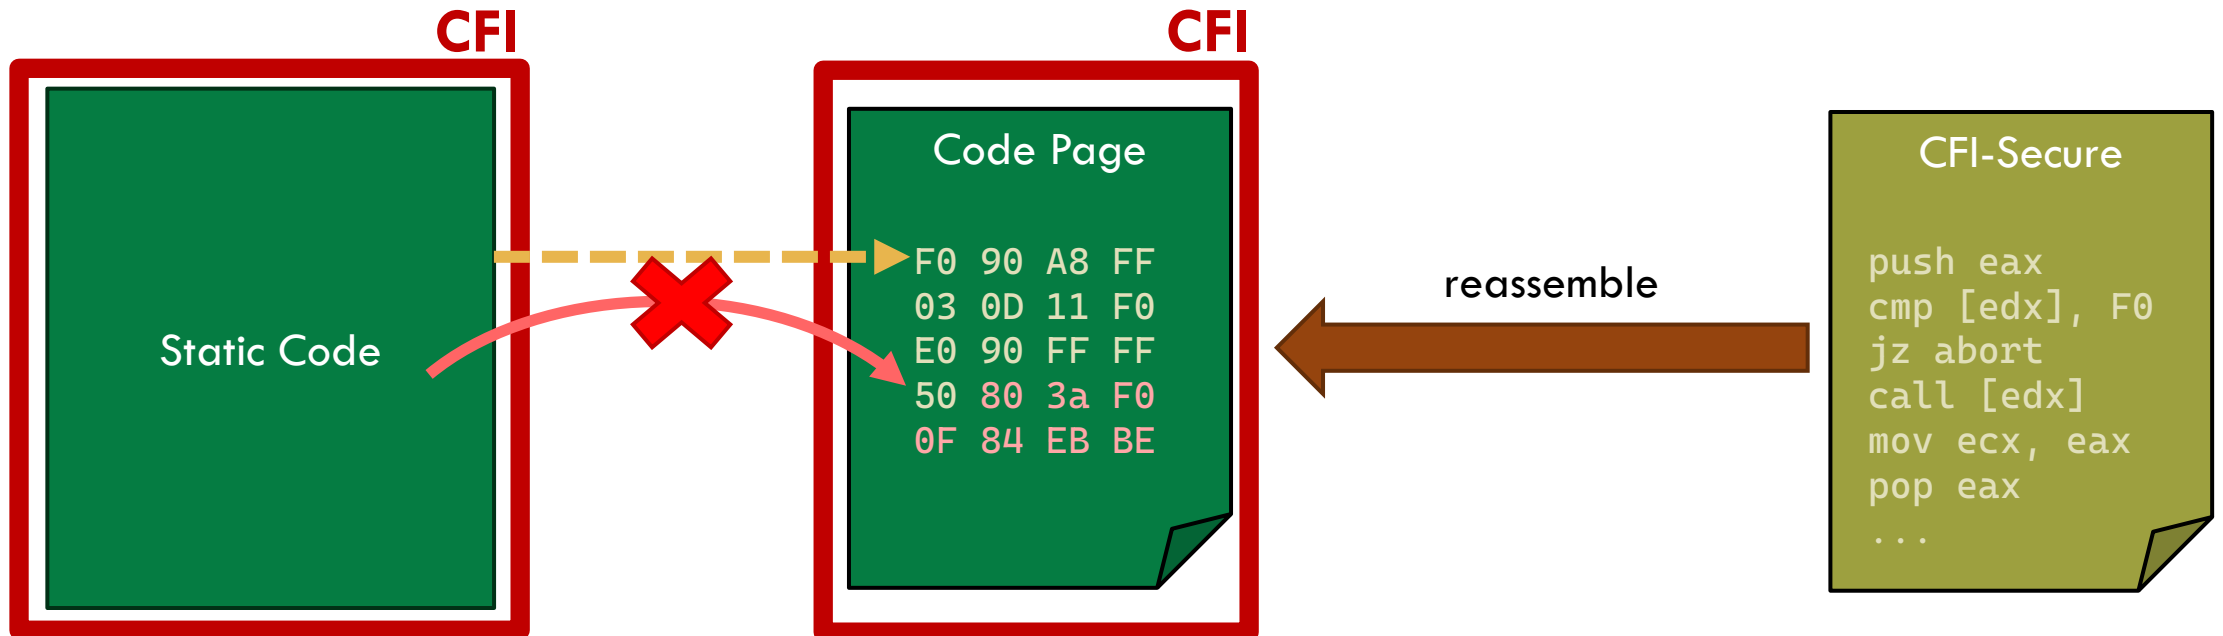 CFI
Static Code
CFI
Code Page
F0 90 A8 FF
03 0D 11 F0
E0 90 FF FF
50 80 3a F0
0F 84 EB BE
reassemble
CFI-Secure
push eax
cmp [edx], F0
jz abort
call [edx]
mov ecx, eax
pop eax
...